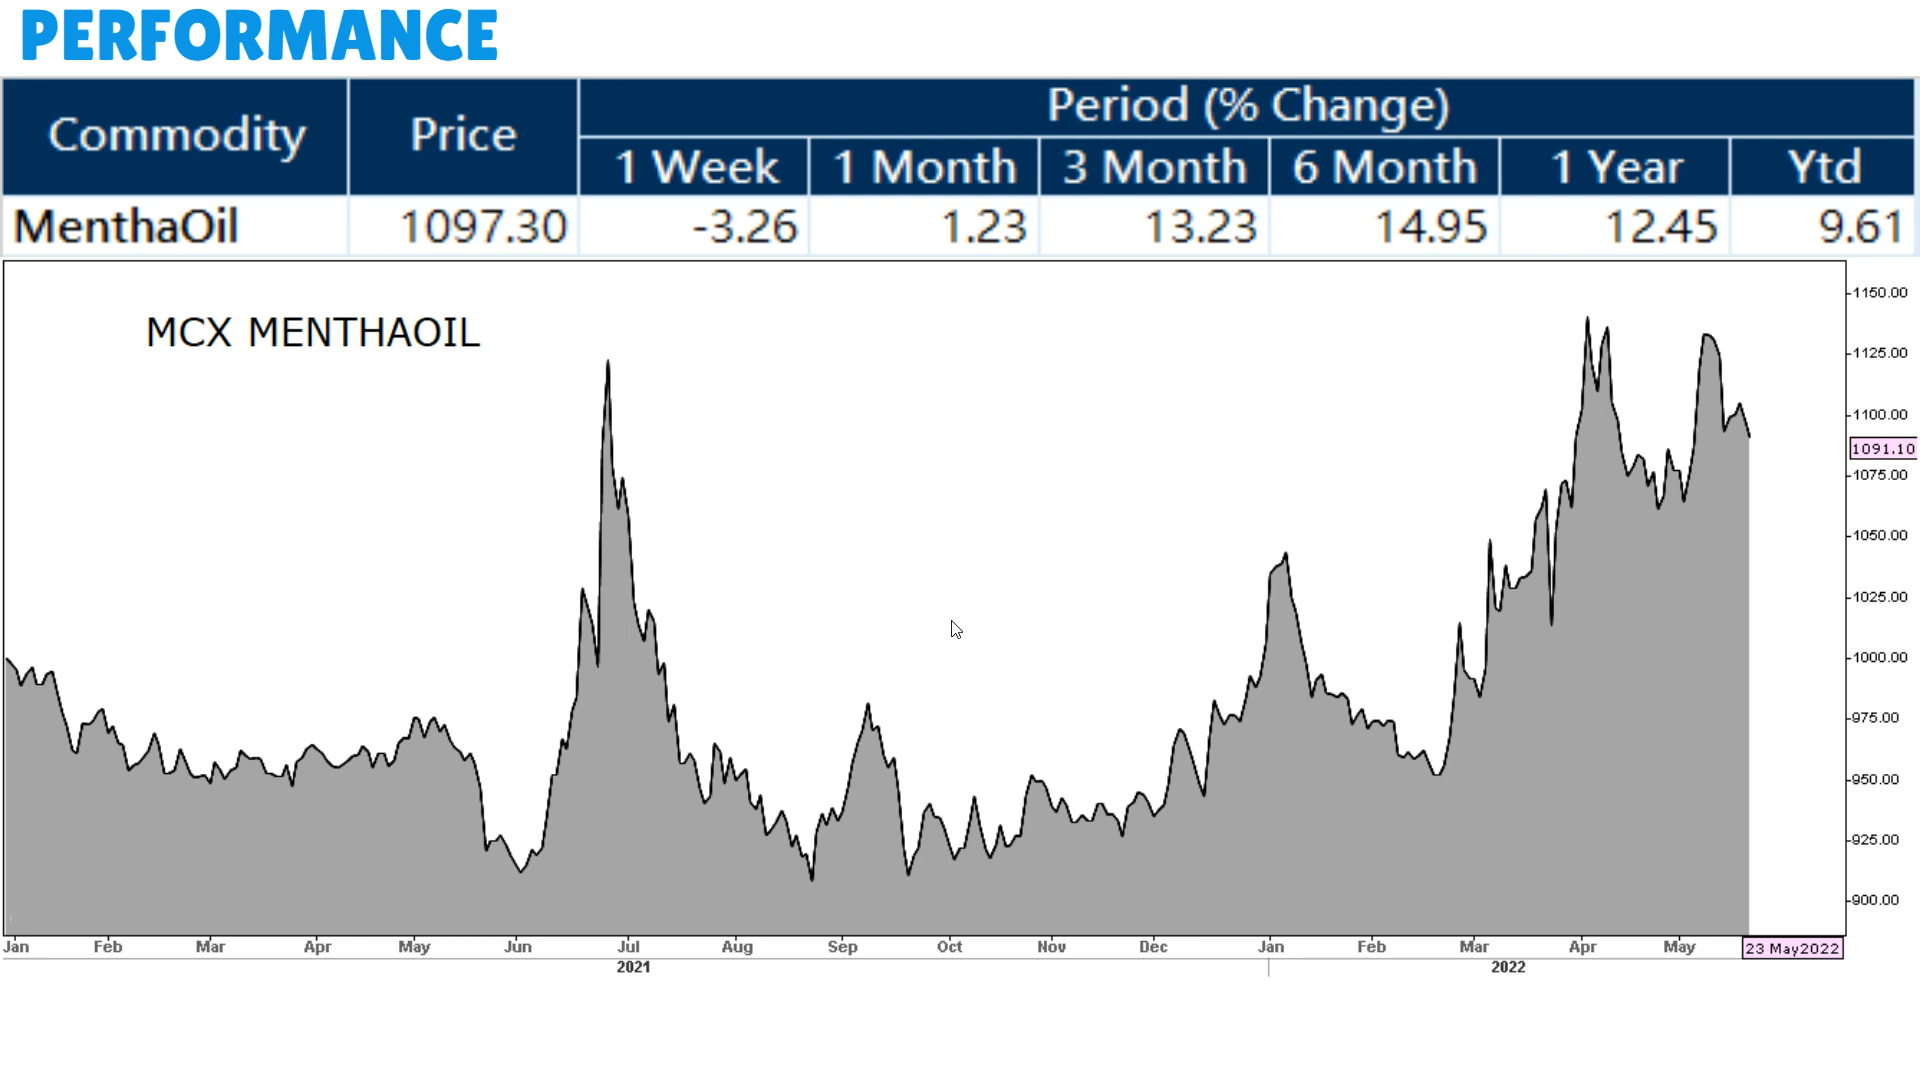 PERFORMANCE
Commodity Price Period (% Change)
1 Week 1 Month 3 Month 6 Month 1 Year Ytd
MenthaOil 1097.30 -3.26 1.23 13.23 14.95 12.45 9.61
MCX MENTHAOIL
1150.00
1125.00
1100.00
1091.10
1075.00
1050.00
1025.00
1000.00
975.00
950.00
925.00
900.00
Jan Feb Mar Apr May Jun Jul Aug Sep Oct Nov Dec Jan Feb Mar Apr May 23 May2022
2021 2022